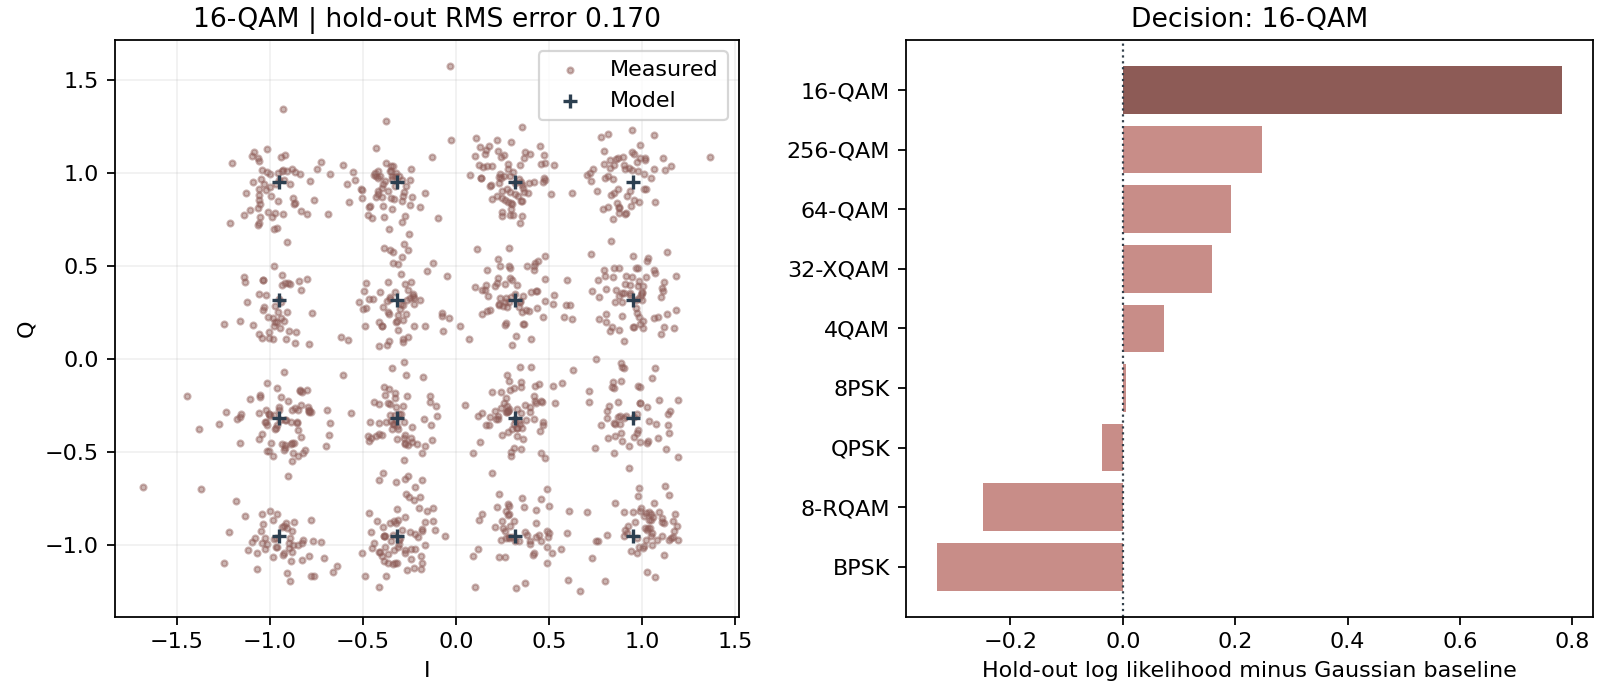 16-QAM | hold-out RMS error 0.170
Measured
Model
1.5
1.0
0.5
0.0
−0.5
−1.0
Q
−1.5
−1.0
−0.5
0.0
0.5
1.0
1.5
I
Decision: 16-QAM
16-QAM
256-QAM
64-QAM
32-XQAM
4QAM
8PSK
QPSK
8-RQAM
BPSK
−0.2
0.0
0.2
0.4
0.6
0.8
Hold-out log likelihood minus Gaussian baseline